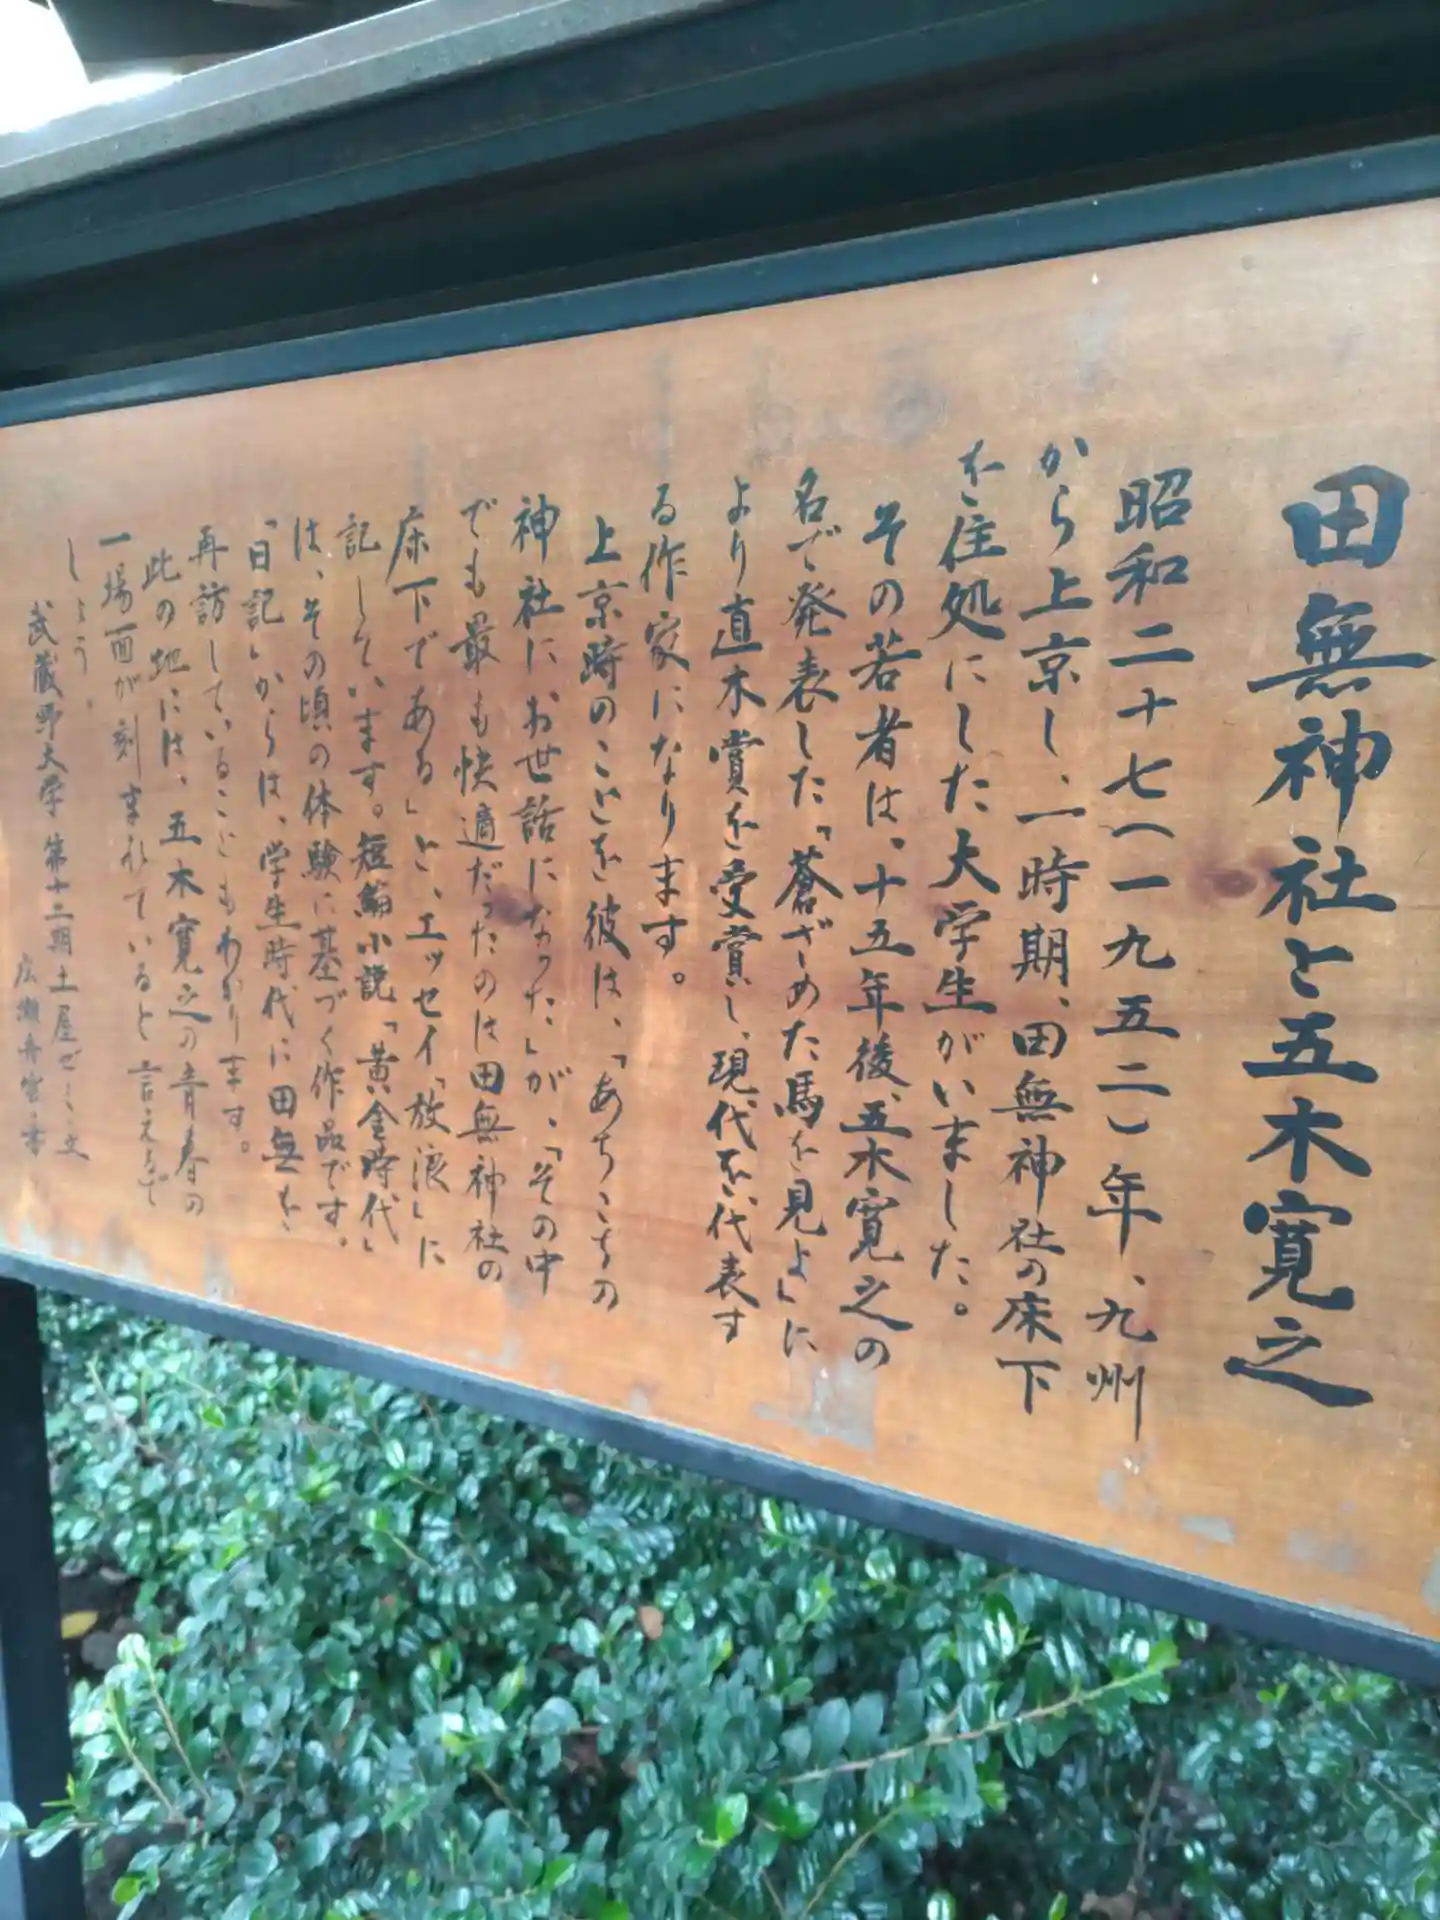 田無神社と五木寛之
昭和二十七（一九五二）年、九州
から上京し、一時期、田無神社の床下
を住処にした大学生がいました。
その若者は、十五年後、五木寛之の
名で発表した「蒼ざめた馬を見よ」に
より直木賞を受賞し、現代を代表す
る作家になります。
上京時のことを彼は、「あちこちの
神社にお世話になった」が、「その中
でも最も快適だったのは田無神社の
床下である」と、エッセイ「放浪」に
記しています。短編小説「黄金時代」
は、その頃の体験に基づく作品です。
「日記」からは、学生時代に田無を
再訪していることもわかります。
此の地には、五木寛之の青春の
一場面が刻まれていると言えるで
しょう。
武蔵野大学 第十二期土屋ゼミ文
広瀬舟雲書